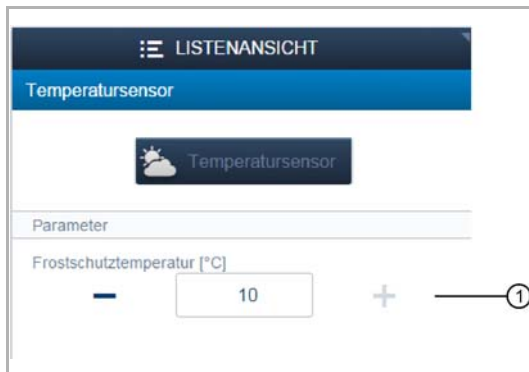 LISTENANSICHT
Temperatursensor
Temperatursensor
Parameter
Frostschutztemperatur [°C]
10
1